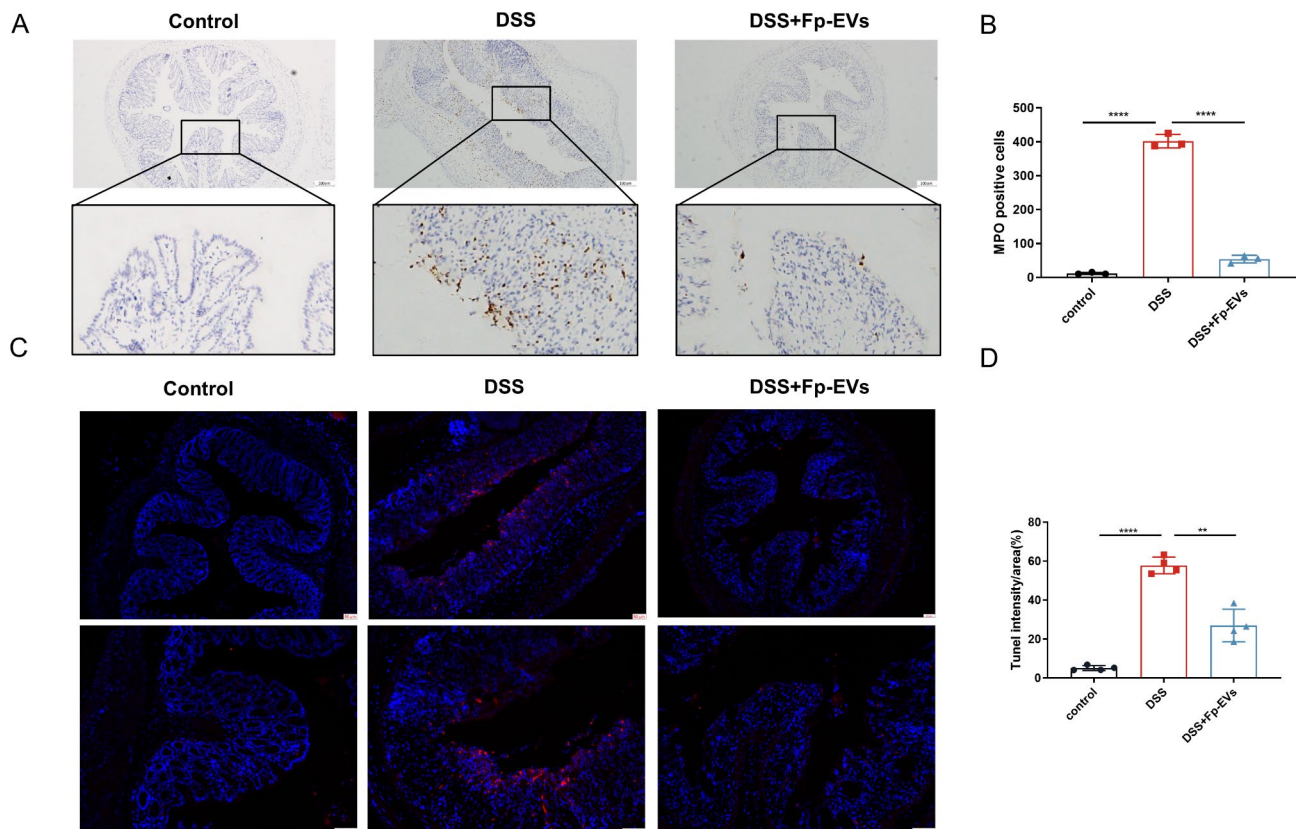 A
Control
DSS
DSS+Fp-EVs
B
500
400
300
200
100
0
MPO positive cells
****
****
control
DSS
DSS+Fp-EVs
C
Control
DSS
DSS+Fp-EVs
D
80
60
40
20
0
Tunel intensity/area(%)
****
**
control
DSS
DSS+Fp-EVs